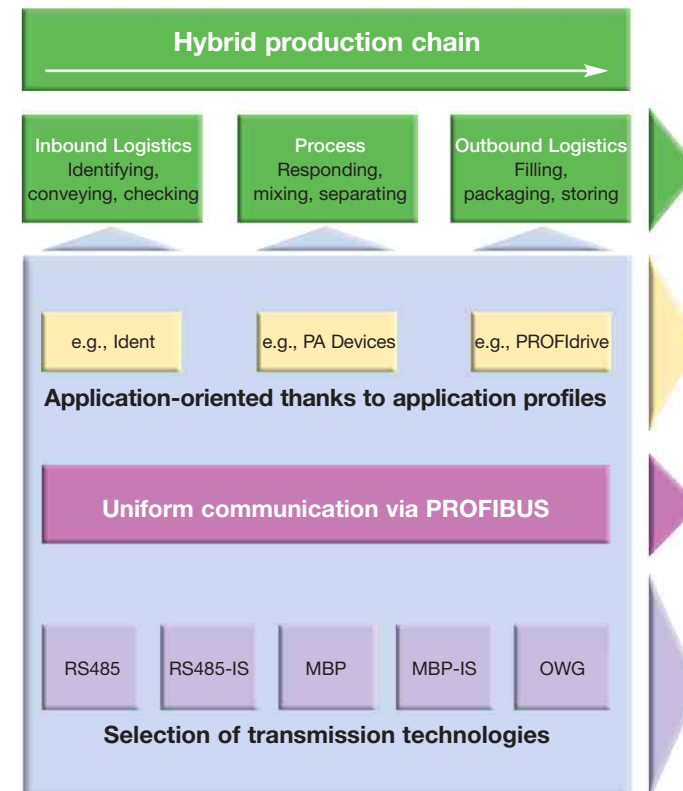 Hybrid production chain
Inbound Logistics
Identifying,
conveying, checking
Process
Responding,
mixing, separating
Outbound Logistics
Filling,
packaging, storing
e.g., Ident
e.g., PA Devices
e.g., PROFIdrive
Application-oriented thanks to application profiles
Uniform communication via PROFIBUS
RS485
RS485-IS
MBP
MBP-IS
OWG
Selection of transmission technologies